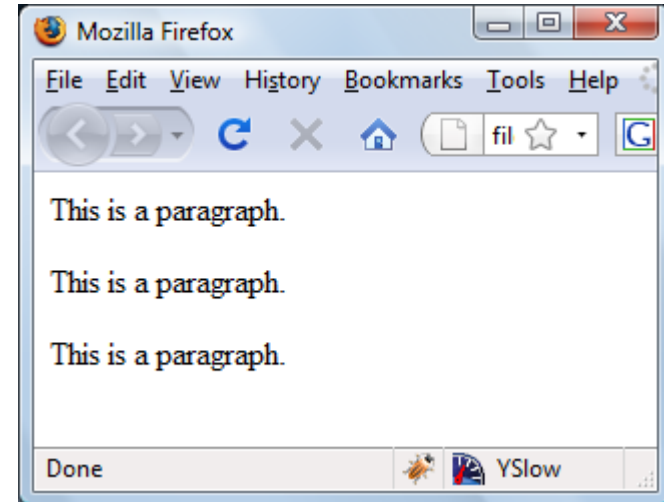 Mozilla Firefox
File Edit View History Bookmarks Tools Help
fil
G
This is a paragraph.
This is a paragraph.
This is a paragraph.
Done YSlow